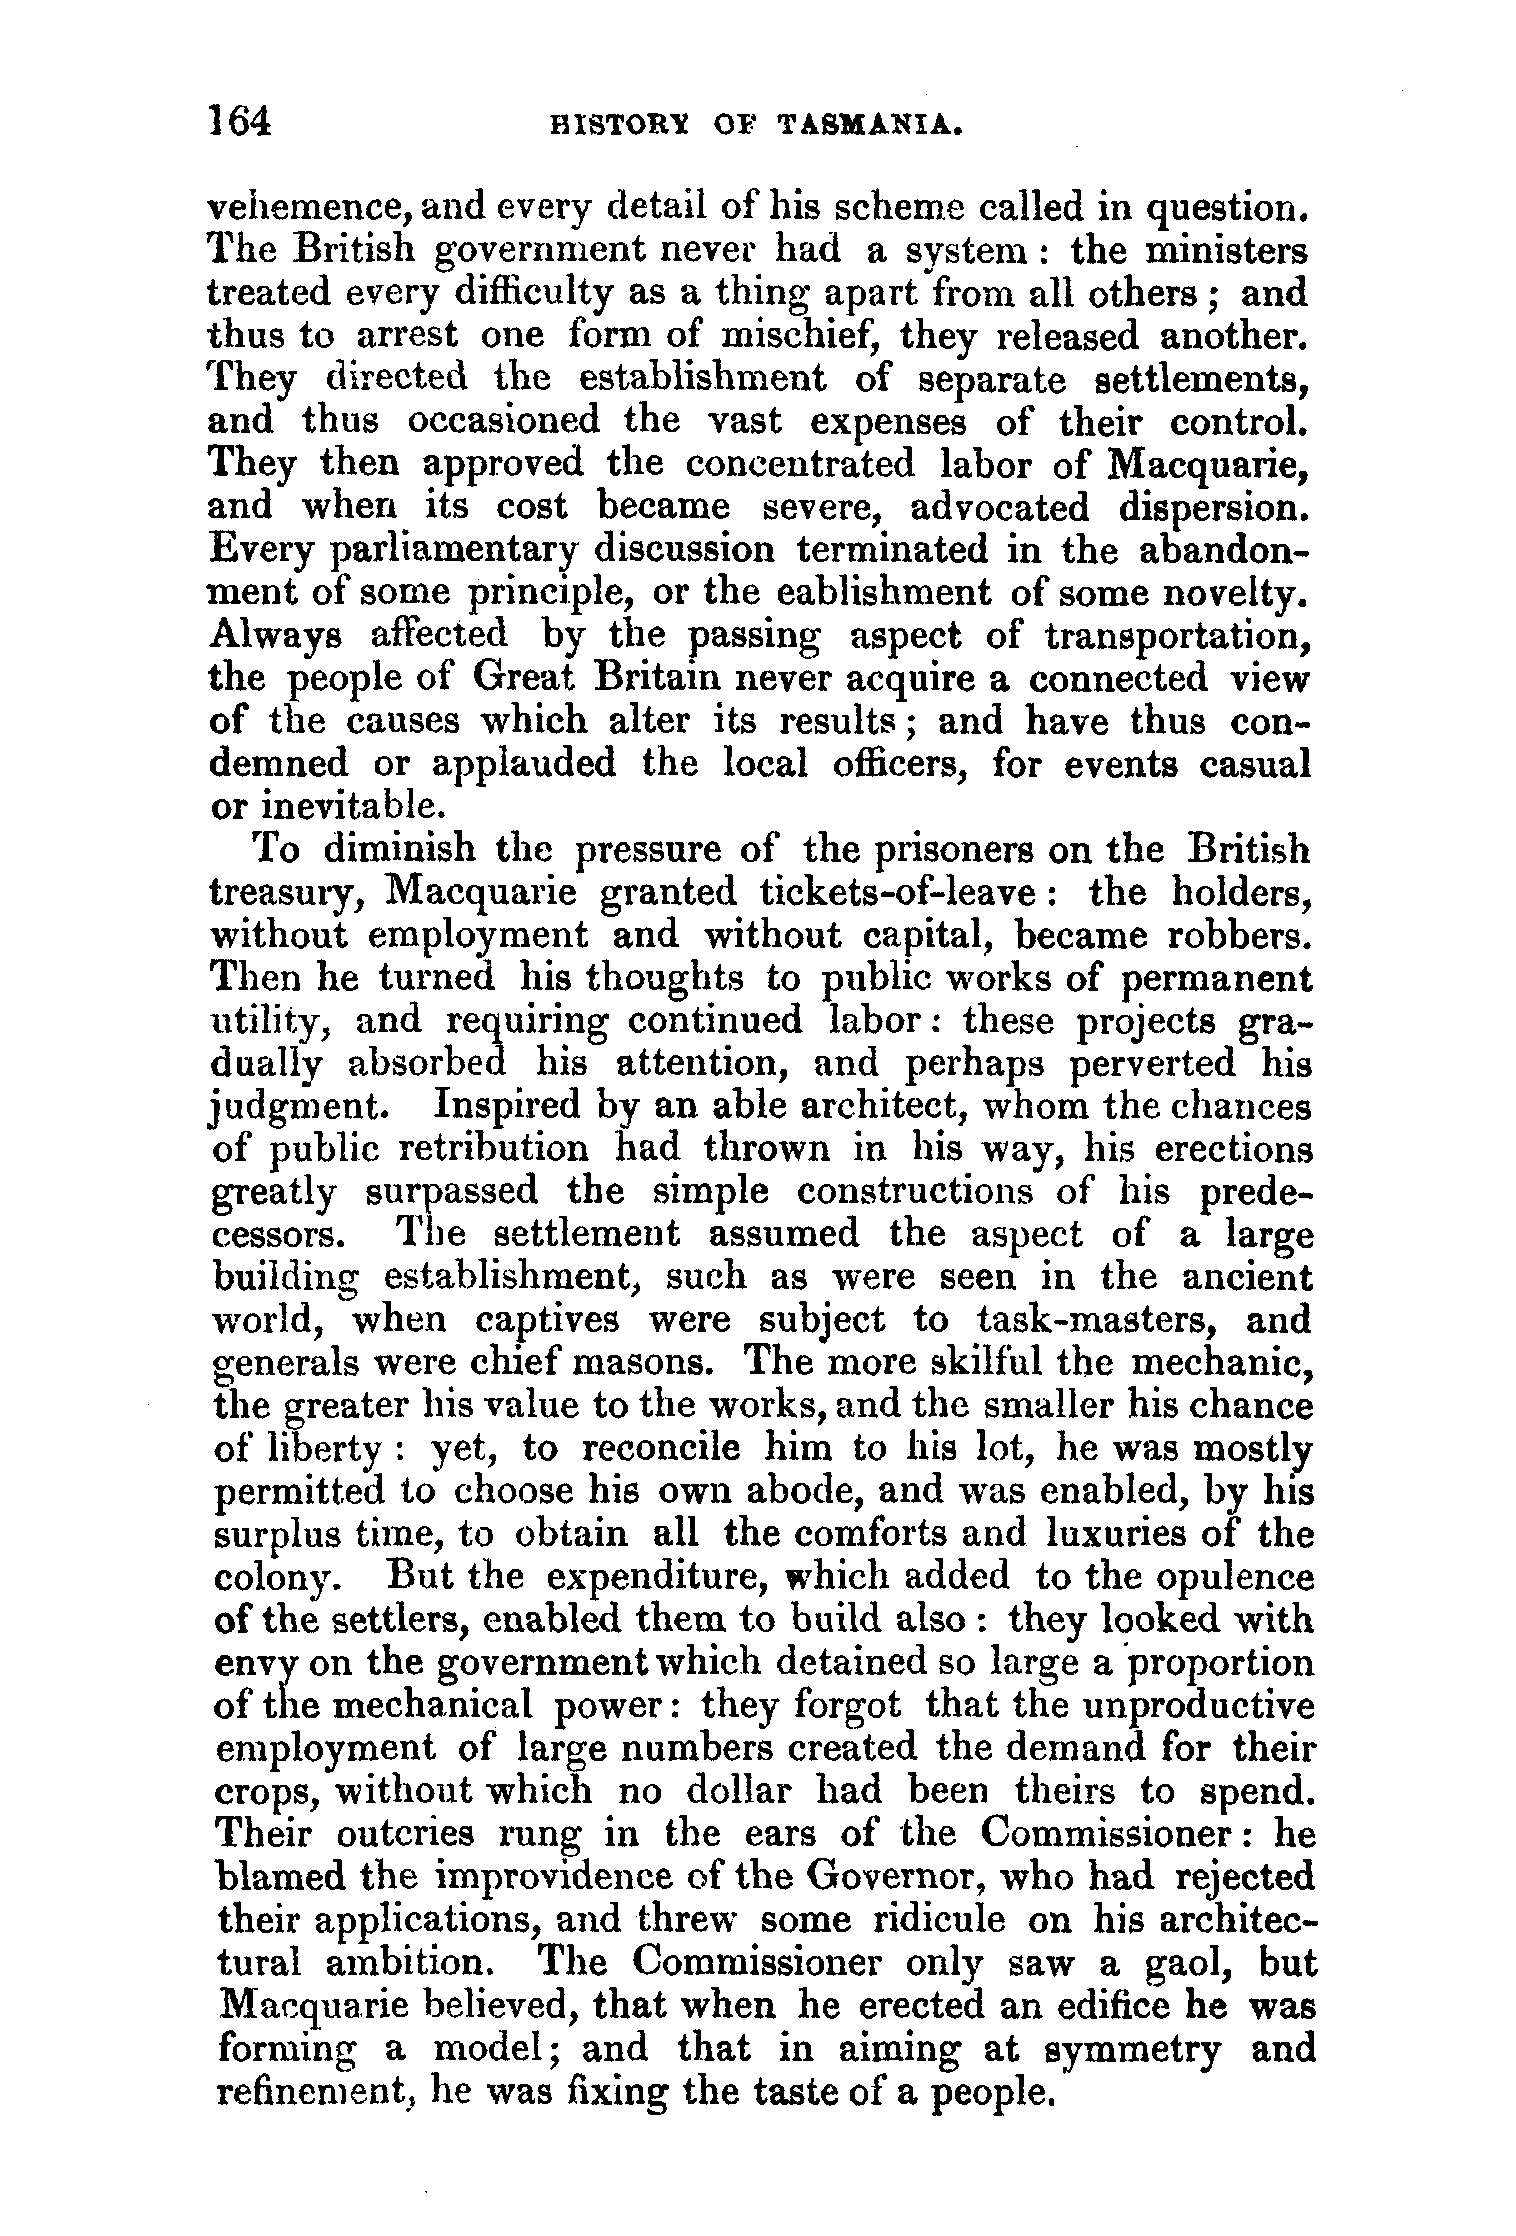 164 HISTORY OF TASMANIA.
vehemence, and every detail of his scheme called in question.
The British government never had a system : the ministers
treated every difficulty as a thing apart from all others ; and
thus to arrest one form of mischief, they released another.
They directed the establishment of separate settlements,
and thus occasioned the vast expenses of their control.
They then approved the concentrated labor of Macquarie,
and when its cost became severe, advocated dispersion.
Every parliamentary discussion terminated in the abandon-
ment of some principle, or the eablishment of some novelty.
Always affected by the passing aspect of transportation,
the people of Great Britain never acquire a connected view
of the causes which alter its results ; and have thus con-
demned or applauded the local officers, for events casual
or inevitable.
To diminish the pressure of the prisoners on the British
treasury, Macquarie granted tickets-of-leave : the holders,
without employment and without capital, became robbers.
Then he turned his thoughts to public works of permanent
utility, and requiring continued labor : these projects gra-
dually absorbed his attention, and perhaps perverted his
judgment. Inspired by an able architect, whom the chances
of public retribution had thrown in his way, his erections
greatly surpassed the simple constructions of his prede-
cessors. The settlement assumed the aspect of a large
building establishment, such as were seen in the ancient
world, when captives were subject to task-masters, and
generals were chief masons. The more skilful the mechanic,
the greater his value to the works, and the smaller his chance
of liberty : yet, to reconcile him to his lot, he was mostly
permitted to choose his own abode, and was enabled, by his
surplus time, to obtain all the comforts and luxuries of the
colony. But the expenditure, which added to the opulence
of the settlers, enabled them to build also : they looked with
envy on the government which detained so large a proportion
of the mechanical power : they forgot that the unproductive
employment of large numbers created the demand for their
crops, without which no dollar had been theirs to spend.
Their outcries rung in the ears of the Commissioner : he
blamed the improvidence of the Governor, who had rejected
their applications, and threw some ridicule on his architec-
tural ambition. The Commissioner only saw a gaol, but
Macquarie believed, that when he erected an edifice he was
forming a model ; and that in aiming at symmetry and
refinement, he was fixing the taste of a people.